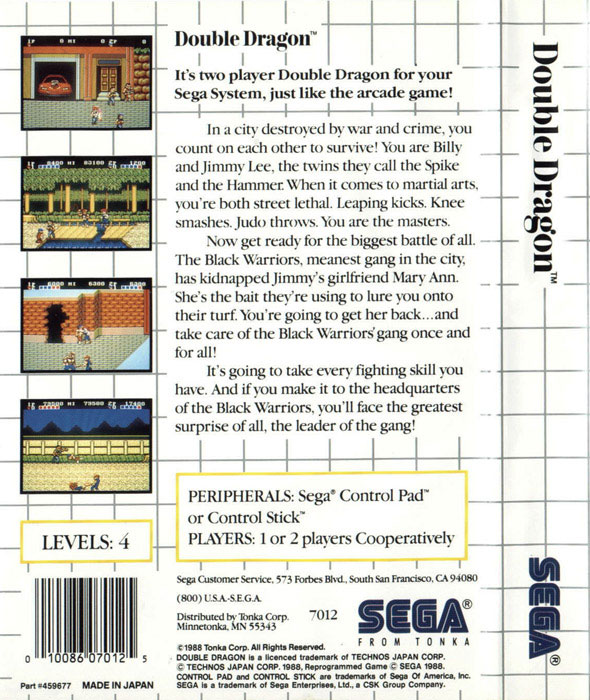 Double Dragon™
It's two player Double Dragon for your
Sega System, just like the arcade game!
In a city destroyed by war and crime, you
count on each other to survive! You are Billy
and Jimmy Lee, the twins they call the Spike
and the Hammer. When it comes to martial arts,
you're both street lethal. Leaping kicks. Knee
smashes. Judo throws. You are the masters.
Now get ready for the biggest battle of all.
The Black Warriors, meanest gang in the city,
has kidnapped Jimmy's girlfriend Mary Ann.
She's the bait they're using to lure you onto
their turf. You're going to get her back...and
take care of the Black Warriors' gang once and
for all!
It's going to take every fighting skill you
have. And if you make it to the headquarters
of the Black Warriors, you'll face the greatest
surprise of all, the leader of the gang!
PERIPHERALS: Sega® Control Pad™
or Control Stick™
PLAYERS: 1 or 2 players Cooperatively
LEVELS: 4
Sega Customer Service, 573 Forbes Blvd., South San Francisco, CA 94080
(800) U.S.A.-S.E.G.A.
Distributed by Tonka Corp. 7012
Minnetonka, MN 55343
SEGA®
FROM TONKA
©1988 Tonka Corp. All Rights Reserved.
DOUBLE DRAGON is a licenced trademark of TECHNOS JAPAN CORP.
© TECHNOS JAPAN CORP. 1988, Reprogrammed Game © SEGA 1988.
CONTROL PAD and CONTROL STICK are trademarks of Sega of America, Inc.
SEGA is a trademark of Sega Enterprises, Ltd., a CSK Group Company.
0 10086 07012 5
Part #459677 MADE IN JAPAN
Double Dragon™
SEGA®